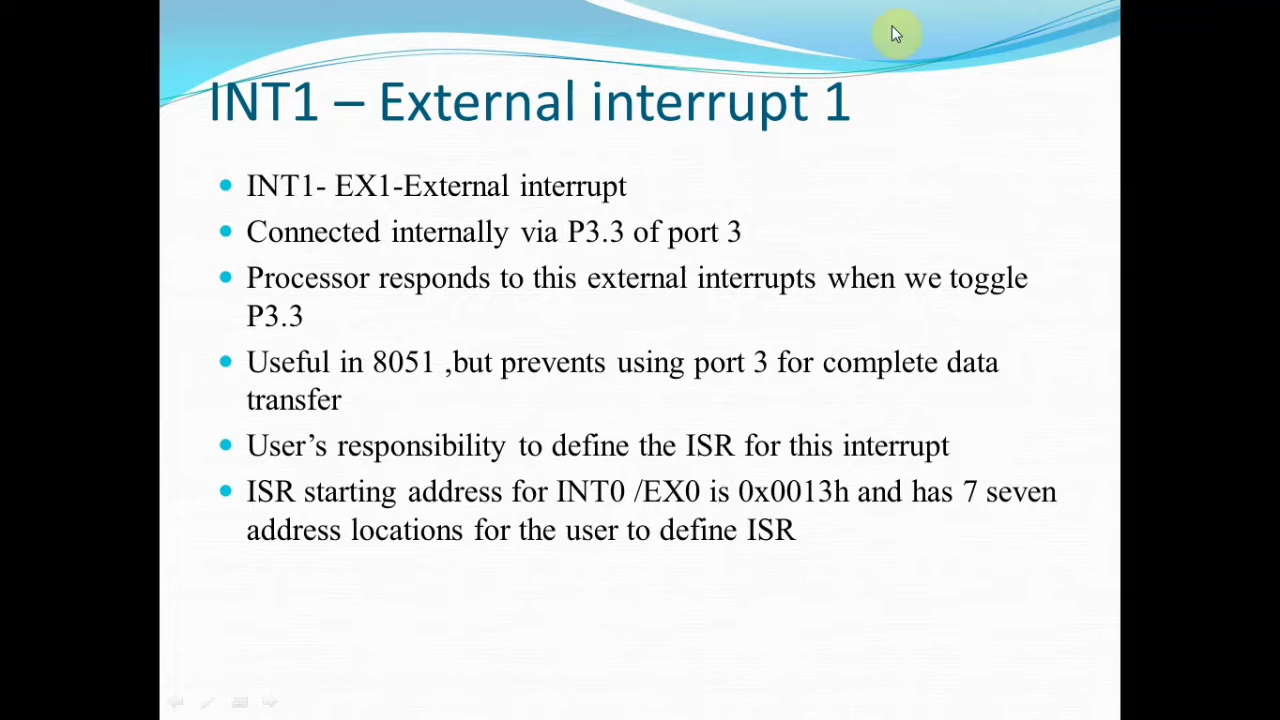 INT1 – External interrupt 1
INT1- EX1-External interrupt
Connected internally via P3.3 of port 3
Processor responds to this external interrupts when we toggle
P3.3
Useful in 8051 ,but prevents using port 3 for complete data
transfer
User’s responsibility to define the ISR for this interrupt
ISR starting address for INT0 /EX0 is 0x0013h and has 7 seven
address locations for the user to define ISR